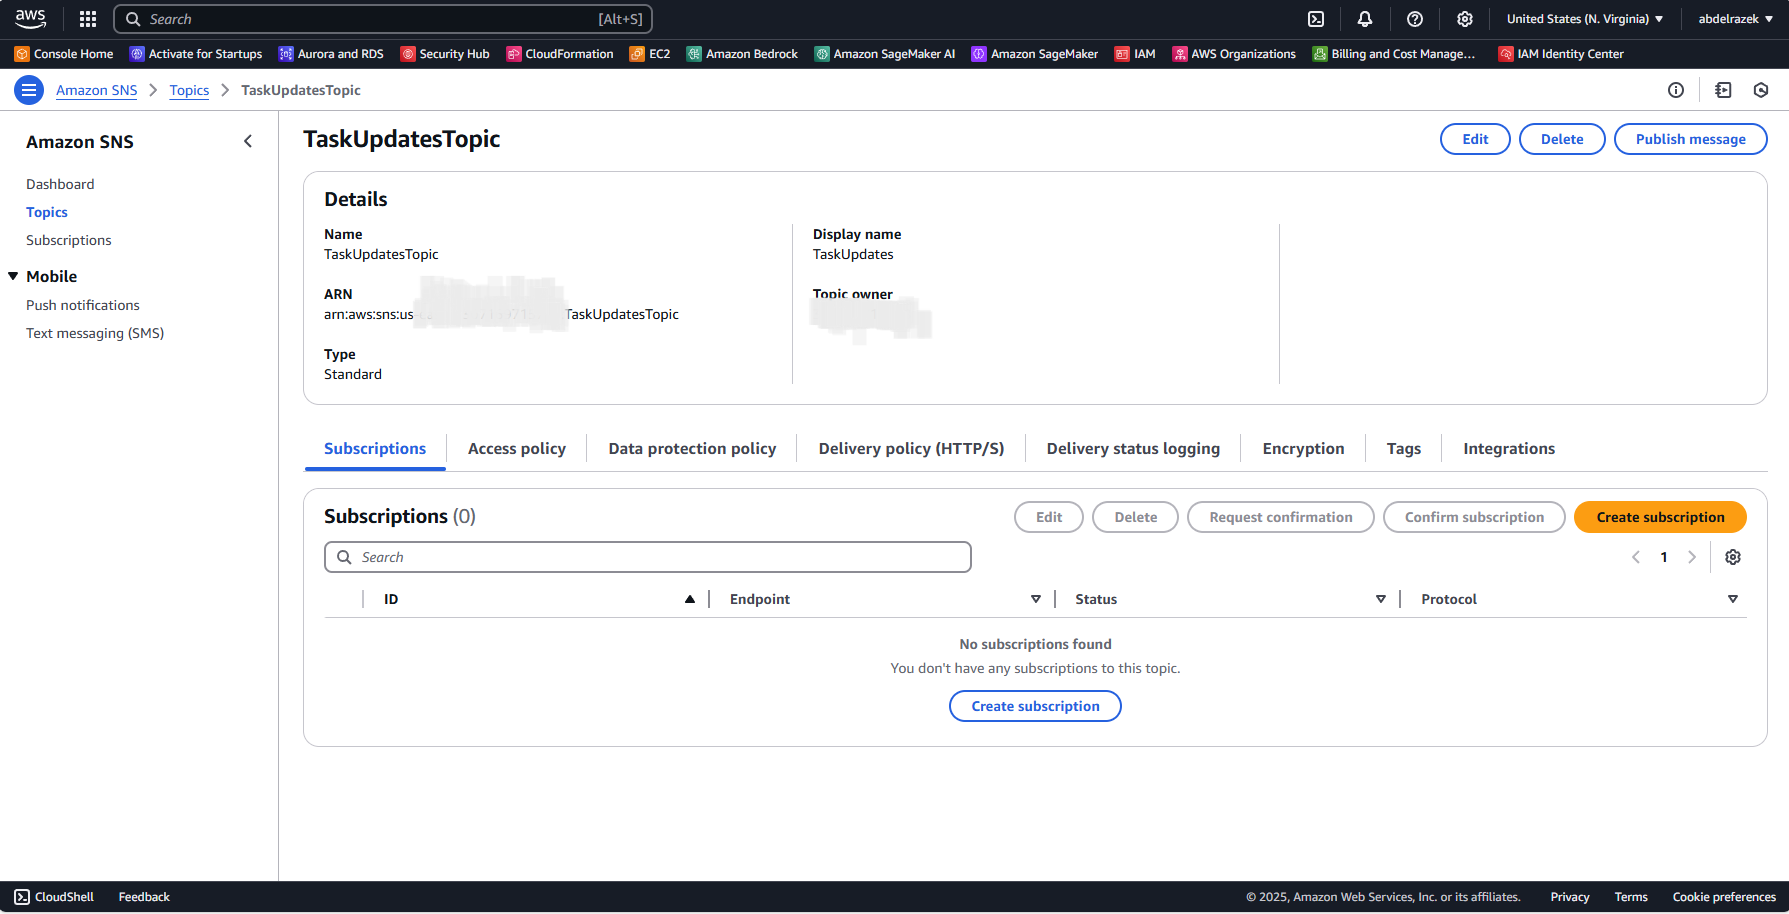 aws
Search [Alt+S]
United States (N. Virginia)
abdelrazek
Console Home
Activate for Startups
Aurora and RDS
Security Hub
CloudFormation
EC2
Amazon Bedrock
Amazon SageMaker AI
Amazon SageMaker
IAM
AWS Organizations
Billing and Cost Manage...
IAM Identity Center
Amazon SNS
Topics
TaskUpdatesTopic
Amazon SNS
Dashboard
Topics
Subscriptions
Mobile
Push notifications
Text messaging (SMS)
TaskUpdatesTopic
Edit
Delete
Publish message
Details
Name
TaskUpdatesTopic
ARN
arn:aws:sns:us- TaskUpdatesTopic
Type
Standard
Display name
TaskUpdates
Topic owner
Subscriptions
Access policy
Data protection policy
Delivery policy (HTTP/S)
Delivery status logging
Encryption
Tags
Integrations
Subscriptions (0)
Edit
Delete
Request confirmation
Confirm subscription
Create subscription
Search
1
ID
Endpoint
Status
Protocol
No subscriptions found
You don't have any subscriptions to this topic.
Create subscription
CloudShell
Feedback
© 2025, Amazon Web Services, Inc. or its affiliates.
Privacy
Terms
Cookie preferences